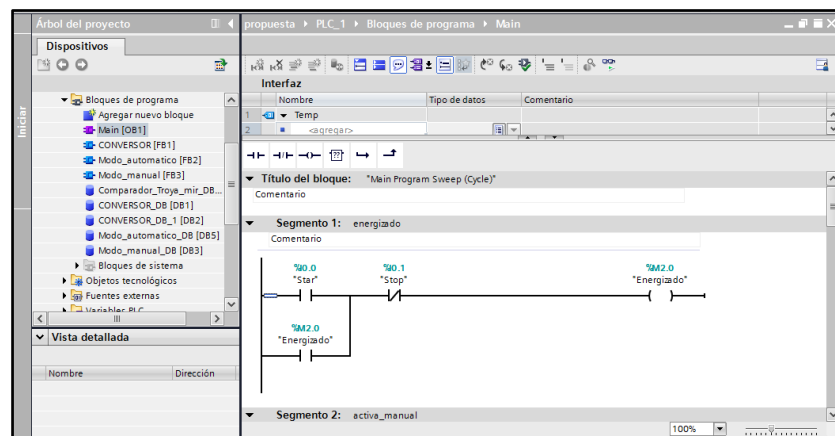 Árbol del proyecto
propuesta PLC_1 Bloques de programa Main
Dispositivos
Iniciar
Bloques de programa
Agregar nuevo bloque
Main [OB1]
CONVERSOR [FB1]
Modo_automatico [FB2]
Modo_manual [FB3]
Comparador_Troya_mir_DB...
CONVERSOR_DB [DB1]
CONVERSOR_DB_1 [DB2]
Modo_automatico_DB [DB5]
Modo_manual_DB [DB3]
Bloques de sistema
Objetos tecnológicos
Fuentes externas
Variables PLC
Vista detallada
Nombre Dirección
Interfaz
Nombre Tipo de datos Comentario
1 Temp
2 <agregar>
Título del bloque: "Main Program Sweep (Cycle)"
Comentario
Segmento 1: energizado
Comentario
%I0.0 %I0.1 %M2.0
"Star" "Stop" "Energizado"
%M2.0
"Energizado"
Segmento 2: activa_manual
100%